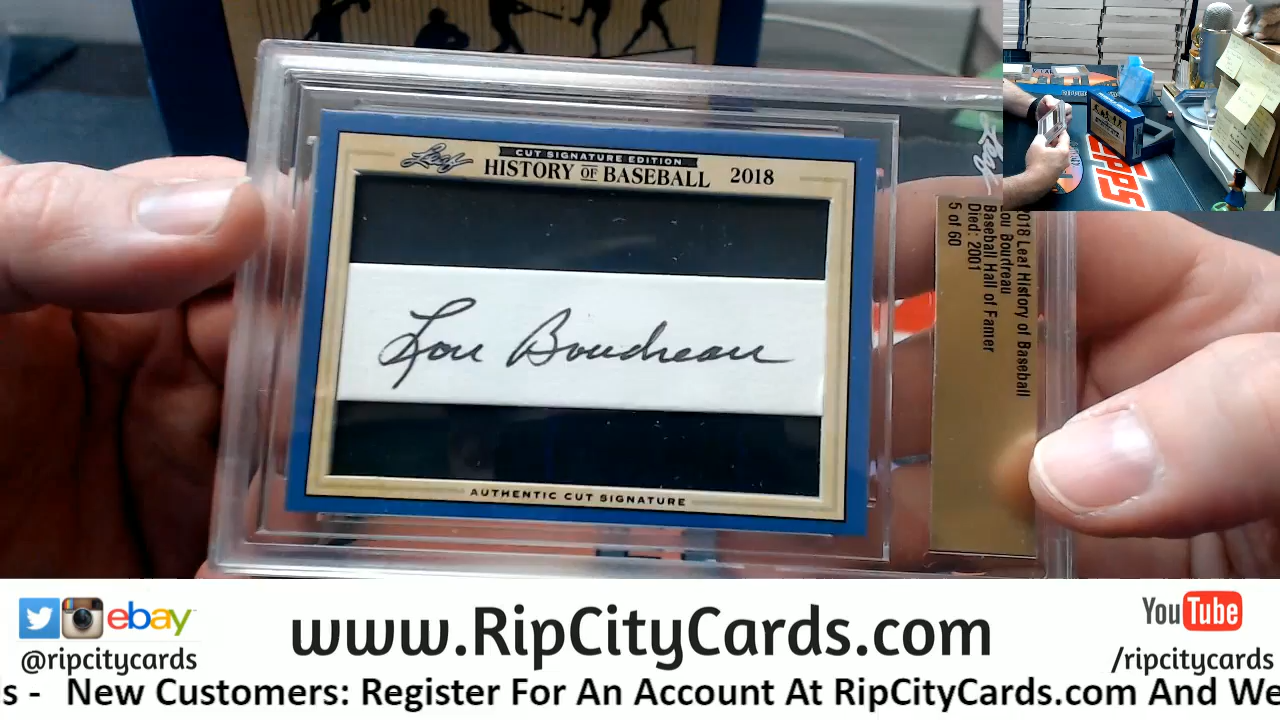 Leaf
CUT SIGNATURE EDITION
HISTORY OF BASEBALL 2018
Lou Boudreau
AUTHENTIC CUT SIGNATURE
Leaf
2018 Leaf History of Baseball
Lou Boudreau
Baseball Hall of Famer
Died: 2001
5 of 60
ebay
@ripcitycards
www.RipCityCards.com
YouTube
/ripcitycards
s - New Customers: Register For An Account At RipCityCards.com And We